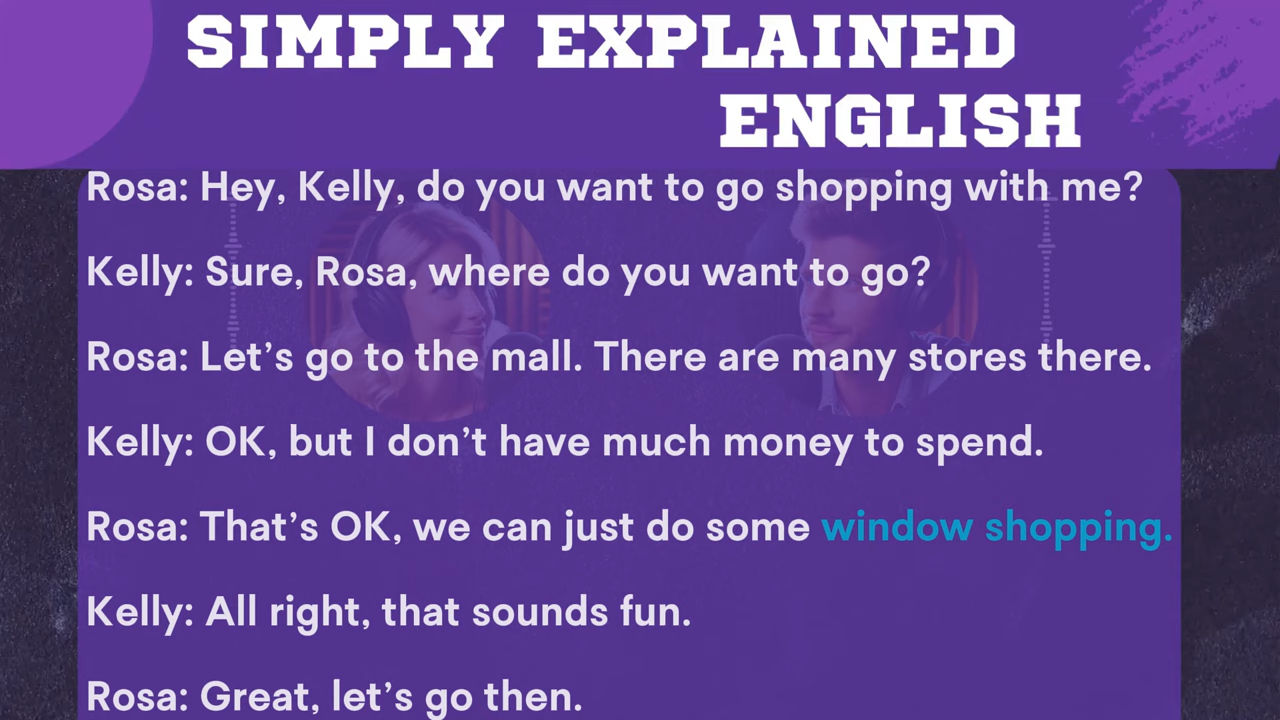 SIMPLY EXPLAINED
ENGLISH
Rosa: Hey, Kelly, do you want to go shopping with me?
Kelly: Sure, Rosa, where do you want to go?
Rosa: Let’s go to the mall. There are many stores there.
Kelly: OK, but I don’t have much money to spend.
Rosa: That’s OK, we can just do some window shopping.
Kelly: All right, that sounds fun.
Rosa: Great, let’s go then.